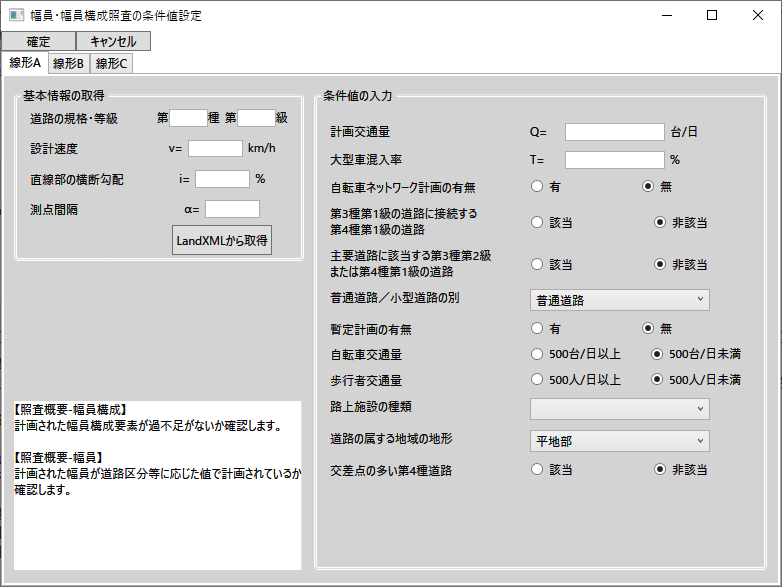 幅員・幅員構成照査の条件値設定
確定 キャンセル
線形A 線形B 線形C
基本情報の取得
道路の規格・等級 第 種 第 級
設計速度 v= km/h
直線部の横断勾配 i= %
測点間隔 α=
LandXMLから取得
【照査概要-幅員構成】
計画された幅員構成要素が過不足がないか確認します。
【照査概要-幅員】
計画された幅員が道路区分等に応じた値で計画されているか
確認します。
条件値の入力
計画交通量 Q= 台/日
大型車混入率 T= %
自転車ネットワーク計画の有無 有 無
第3種第1級の道路に接続する
第4種第1級の道路 該当 非該当
主要道路に該当する第3種第2級
または第4種第1級の道路 該当 非該当
普通道路／小型道路の別 普通道路
暫定計画の有無 有 無
自転車交通量 500台/日以上 500台/日未満
歩行者交通量 500人/日以上 500人/日未満
路上施設の種類
道路の属する地域の地形 平地部
交差点の多い第4種道路 該当 非該当